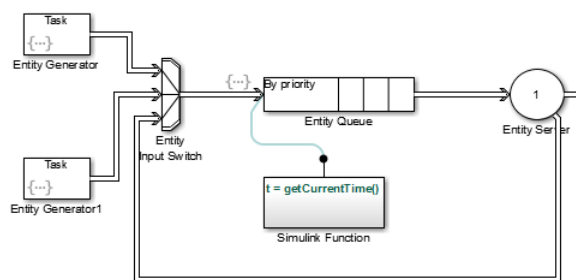 Task
{...}
Entity Generator
{...}
By priority
Entity Queue
1
Entity Server
Entity
Input Switch
Task
{...}
Entity Generator1
t = getCurrentTime()
Simulink Function